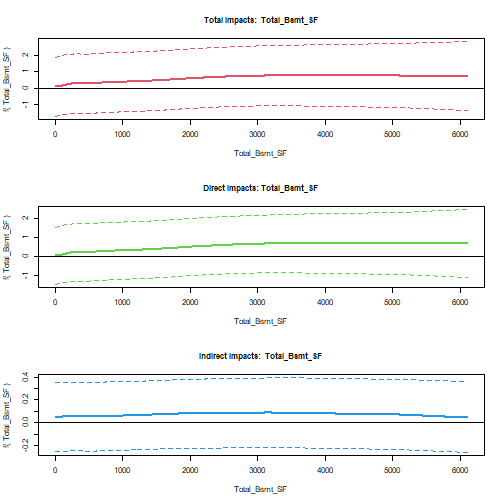 Total Impacts: Total_Bsmt_SF
f( Total_Bsmt_SF )
2
1
0
-1
0 1000 2000 3000 4000 5000 6000
Total_Bsmt_SF
Direct Impacts: Total_Bsmt_SF
f( Total_Bsmt_SF )
2
1
0
-1
0 1000 2000 3000 4000 5000 6000
Total_Bsmt_SF
Indirect Impacts: Total_Bsmt_SF
f( Total_Bsmt_SF )
0.4
0.2
0.0
-0.2
0 1000 2000 3000 4000 5000 6000
Total_Bsmt_SF